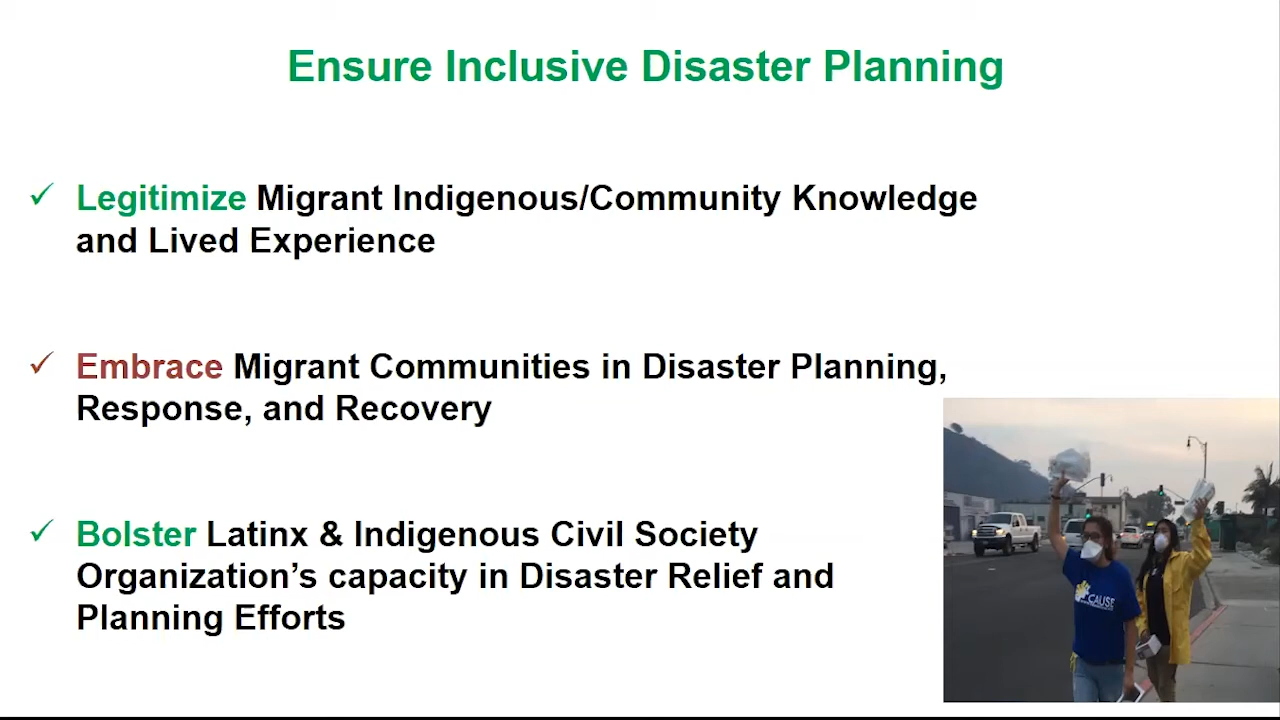 Ensure Inclusive Disaster Planning
Legitimize Migrant Indigenous/Community Knowledge
and Lived Experience
Embrace Migrant Communities in Disaster Planning,
Response, and Recovery
Bolster Latinx & Indigenous Civil Society
Organization’s capacity in Disaster Relief and
Planning Efforts
CAUSE